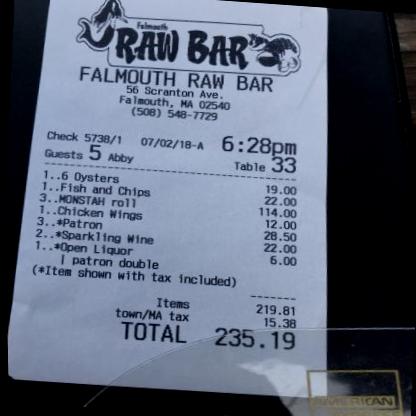 Falmouth
RAW BAR
FALMOUTH RAW BAR
56 Scranton Ave.
Falmouth, MA 02540
(508) 548-7729
Check 5738/1 07/02/18-A 6:28pm
Guests 5 Abby Table 33
1..6 Oysters 19.00
1..Fish and Chips 22.00
3..MONSTAH roll 114.00
1..Chicken Wings 12.00
3..*Patron 28.50
2..*Sparkling Wine 22.00
1..*Open Liquor 6.00
| patron double
(*Item shown with tax included)
Items 219.81
town/MA tax 15.38
TOTAL 235.19
AMERICAN